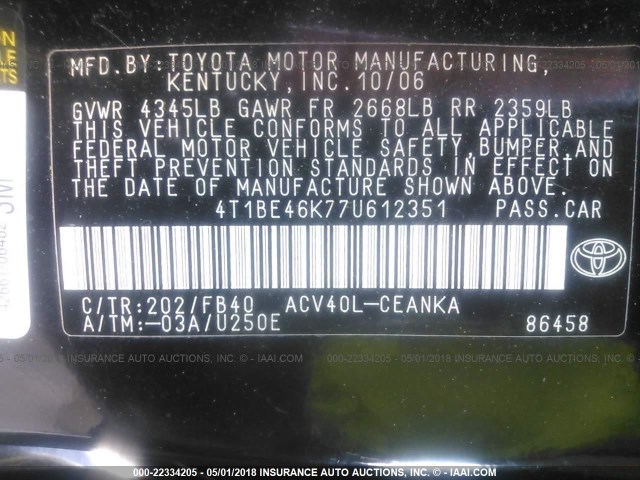 MFD.BY:TOYOTA MOTOR MANUFACTURING,
KENTUCKY,INC.10/06
GVWR 4345LB GAWR FR 2668LB RR 2359LB
THIS VEHICLE CONFORMS TO ALL APPLICABLE
FEDERAL MOTOR VEHICLE SAFETY,BUMPER,AND
THEFT PREVENTION STANDARDS IN EFFECT ON
THE DATE OF MANUFACTURE SHOWN ABOVE.
4T1BE46K77U612351 PASS.CAR
C/TR:202/FB40 ACV40L-CEANKA
A/TM:-03A/U250E 86458
000-22334205 - 05/01/2018 INSURANCE AUTO AUCTIONS, INC. © - IAAI.COM